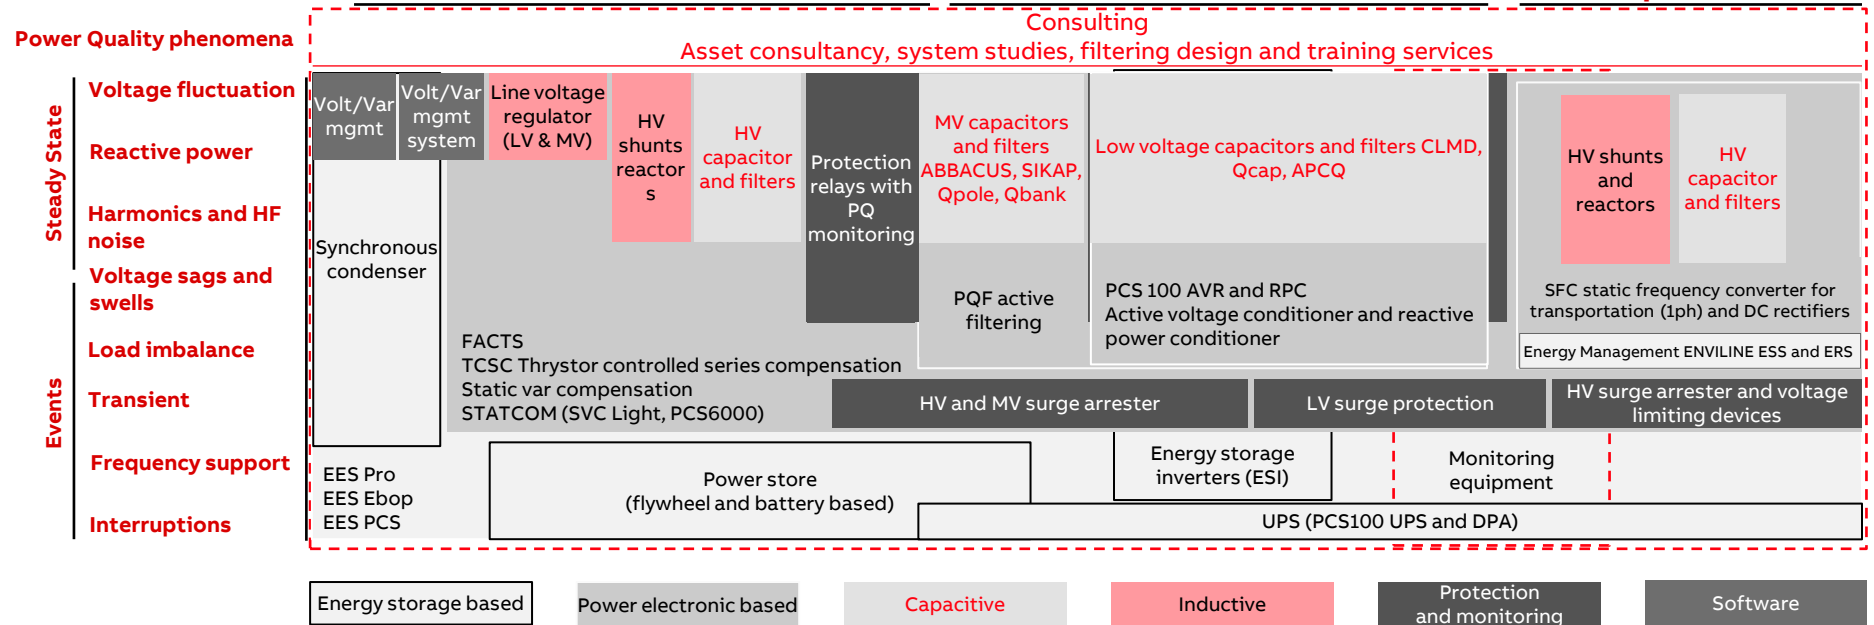 Consulting
Power Quality phenomena
Asset consultancy, system studies, filtering design and training services
Steady State
Voltage fluctuation
Reactive power
Harmonics and HF
noise
Events
Voltage sags and
swells
Load imbalance
Transient
Frequency support
Interruptions
Volt/Var
mgmt
Volt/Var
mgmt
system
Line voltage
regulator
(LV & MV)
HV
shunts
reactor
s
HV
capacitor
and filters
Protection
relays with
PQ
monitoring
MV capacitors
and filters
ABBACUS, SIKAP,
Qpole, Qbank
Low voltage capacitors and filters CLMD,
Qcap, APCQ
HV shunts
and
reactors
HV
capacitor
and filters
Synchronous
condenser
PQF active
filtering
PCS 100 AVR and RPC
Active voltage conditioner and reactive
power conditioner
SFC static frequency converter for
transportation (1ph) and DC rectifiers
Energy Management ENVILINE ESS and ERS
FACTS
TCSC Thrystor controlled series compensation
Static var compensation
STATCOM (SVC Light, PCS6000)
HV and MV surge arrester
LV surge protection
HV surge arrester and voltage
limiting devices
EES Pro
EES Ebop
EES PCS
Power store
(flywheel and battery based)
Energy storage
inverters (ESI)
Monitoring
equipment
UPS (PCS100 UPS and DPA)
Energy storage based
Power electronic based
Capacitive
Inductive
Protection
and monitoring
Software